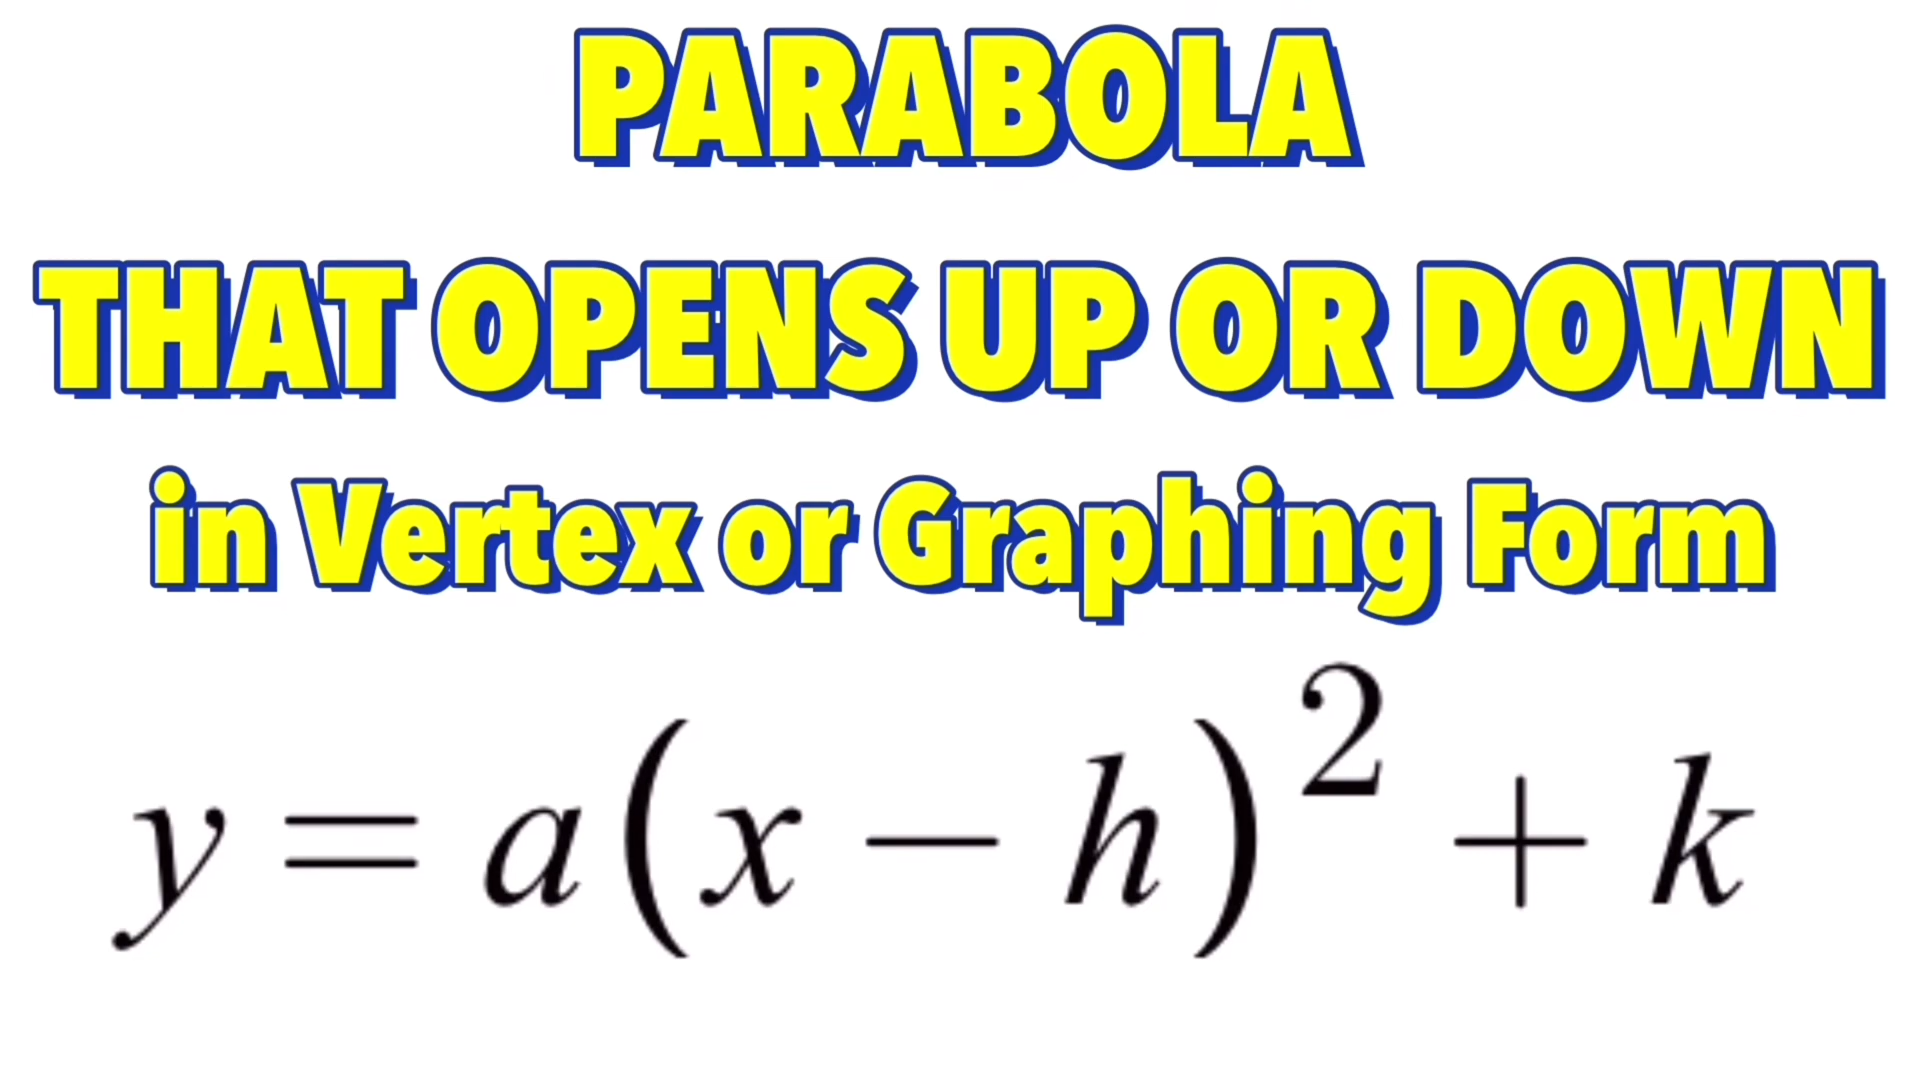 PARABOLA
THAT OPENS UP OR DOWN
in Vertex or Graphing Form
y = a(x − h)² + k